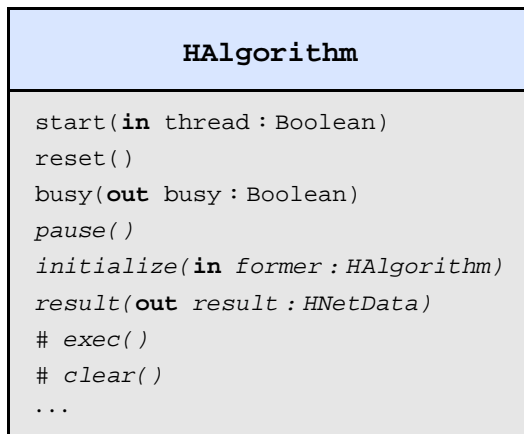 HAlgorithm
start(in thread : Boolean)
reset()
busy(out busy : Boolean)
pause()
initialize(in former : HAlgorithm)
result(out result : HNetData)
# exec()
# clear()
...